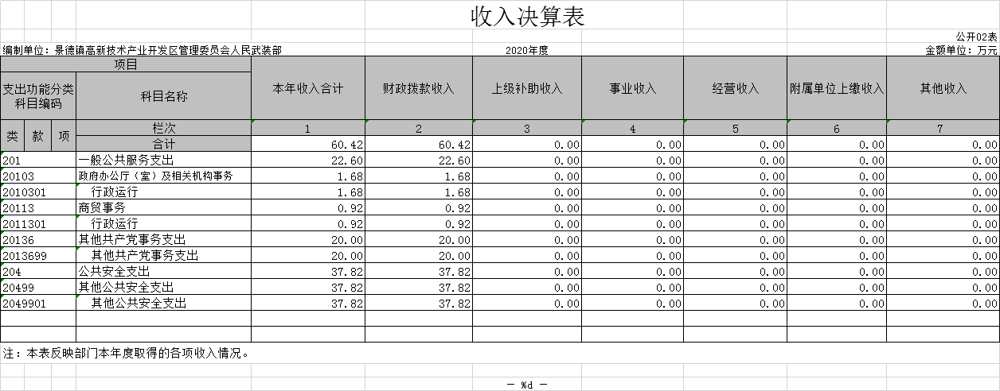 收入决算表
公开02表
编制单位：景德镇高新技术产业开发区管理委员会人民武装部 2020年度 金额单位：万元
项目 本年收入合计 财政拨款收入 上级补助收入 事业收入 经营收入 附属单位上缴收入 其他收入
支出功能分类科目编码 科目名称
类 款 项 栏次 1 2 3 4 5 6 7
合计 60.42 60.42 0.00 0.00 0.00 0.00 0.00
201 一般公共服务支出 22.60 22.60 0.00 0.00 0.00 0.00 0.00
20103 政府办公厅（室）及相关机构事务 1.68 1.68 0.00 0.00 0.00 0.00 0.00
2010301 行政运行 1.68 1.68 0.00 0.00 0.00 0.00 0.00
20113 商贸事务 0.92 0.92 0.00 0.00 0.00 0.00 0.00
2011301 行政运行 0.92 0.92 0.00 0.00 0.00 0.00 0.00
20136 其他共产党事务支出 20.00 20.00 0.00 0.00 0.00 0.00 0.00
2013699 其他共产党事务支出 20.00 20.00 0.00 0.00 0.00 0.00 0.00
204 公共安全支出 37.82 37.82 0.00 0.00 0.00 0.00 0.00
20499 其他公共安全支出 37.82 37.82 0.00 0.00 0.00 0.00 0.00
2049901 其他公共安全支出 37.82 37.82 0.00 0.00 0.00 0.00 0.00
注：本表反映部门本年度取得的各项收入情况。
— %d —